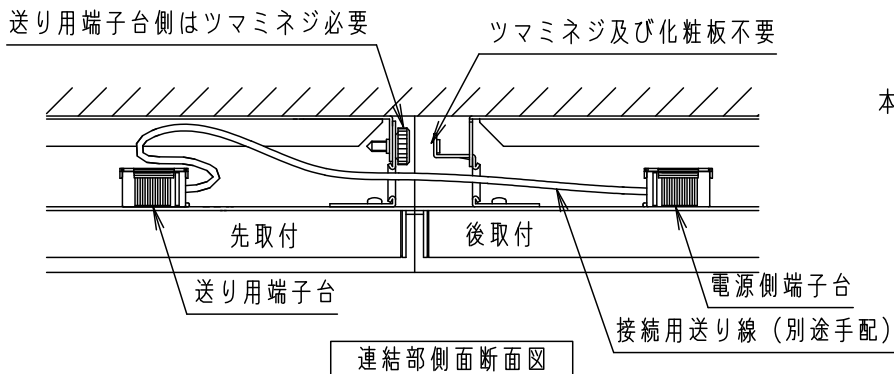 送り用端子台側はツマミネジ必要
ツマミネジ及び化粧板不要
本
先取付
後取付
送り用端子台
電源側端子台
接続用送り線（別途手配）
連結部側面断面図